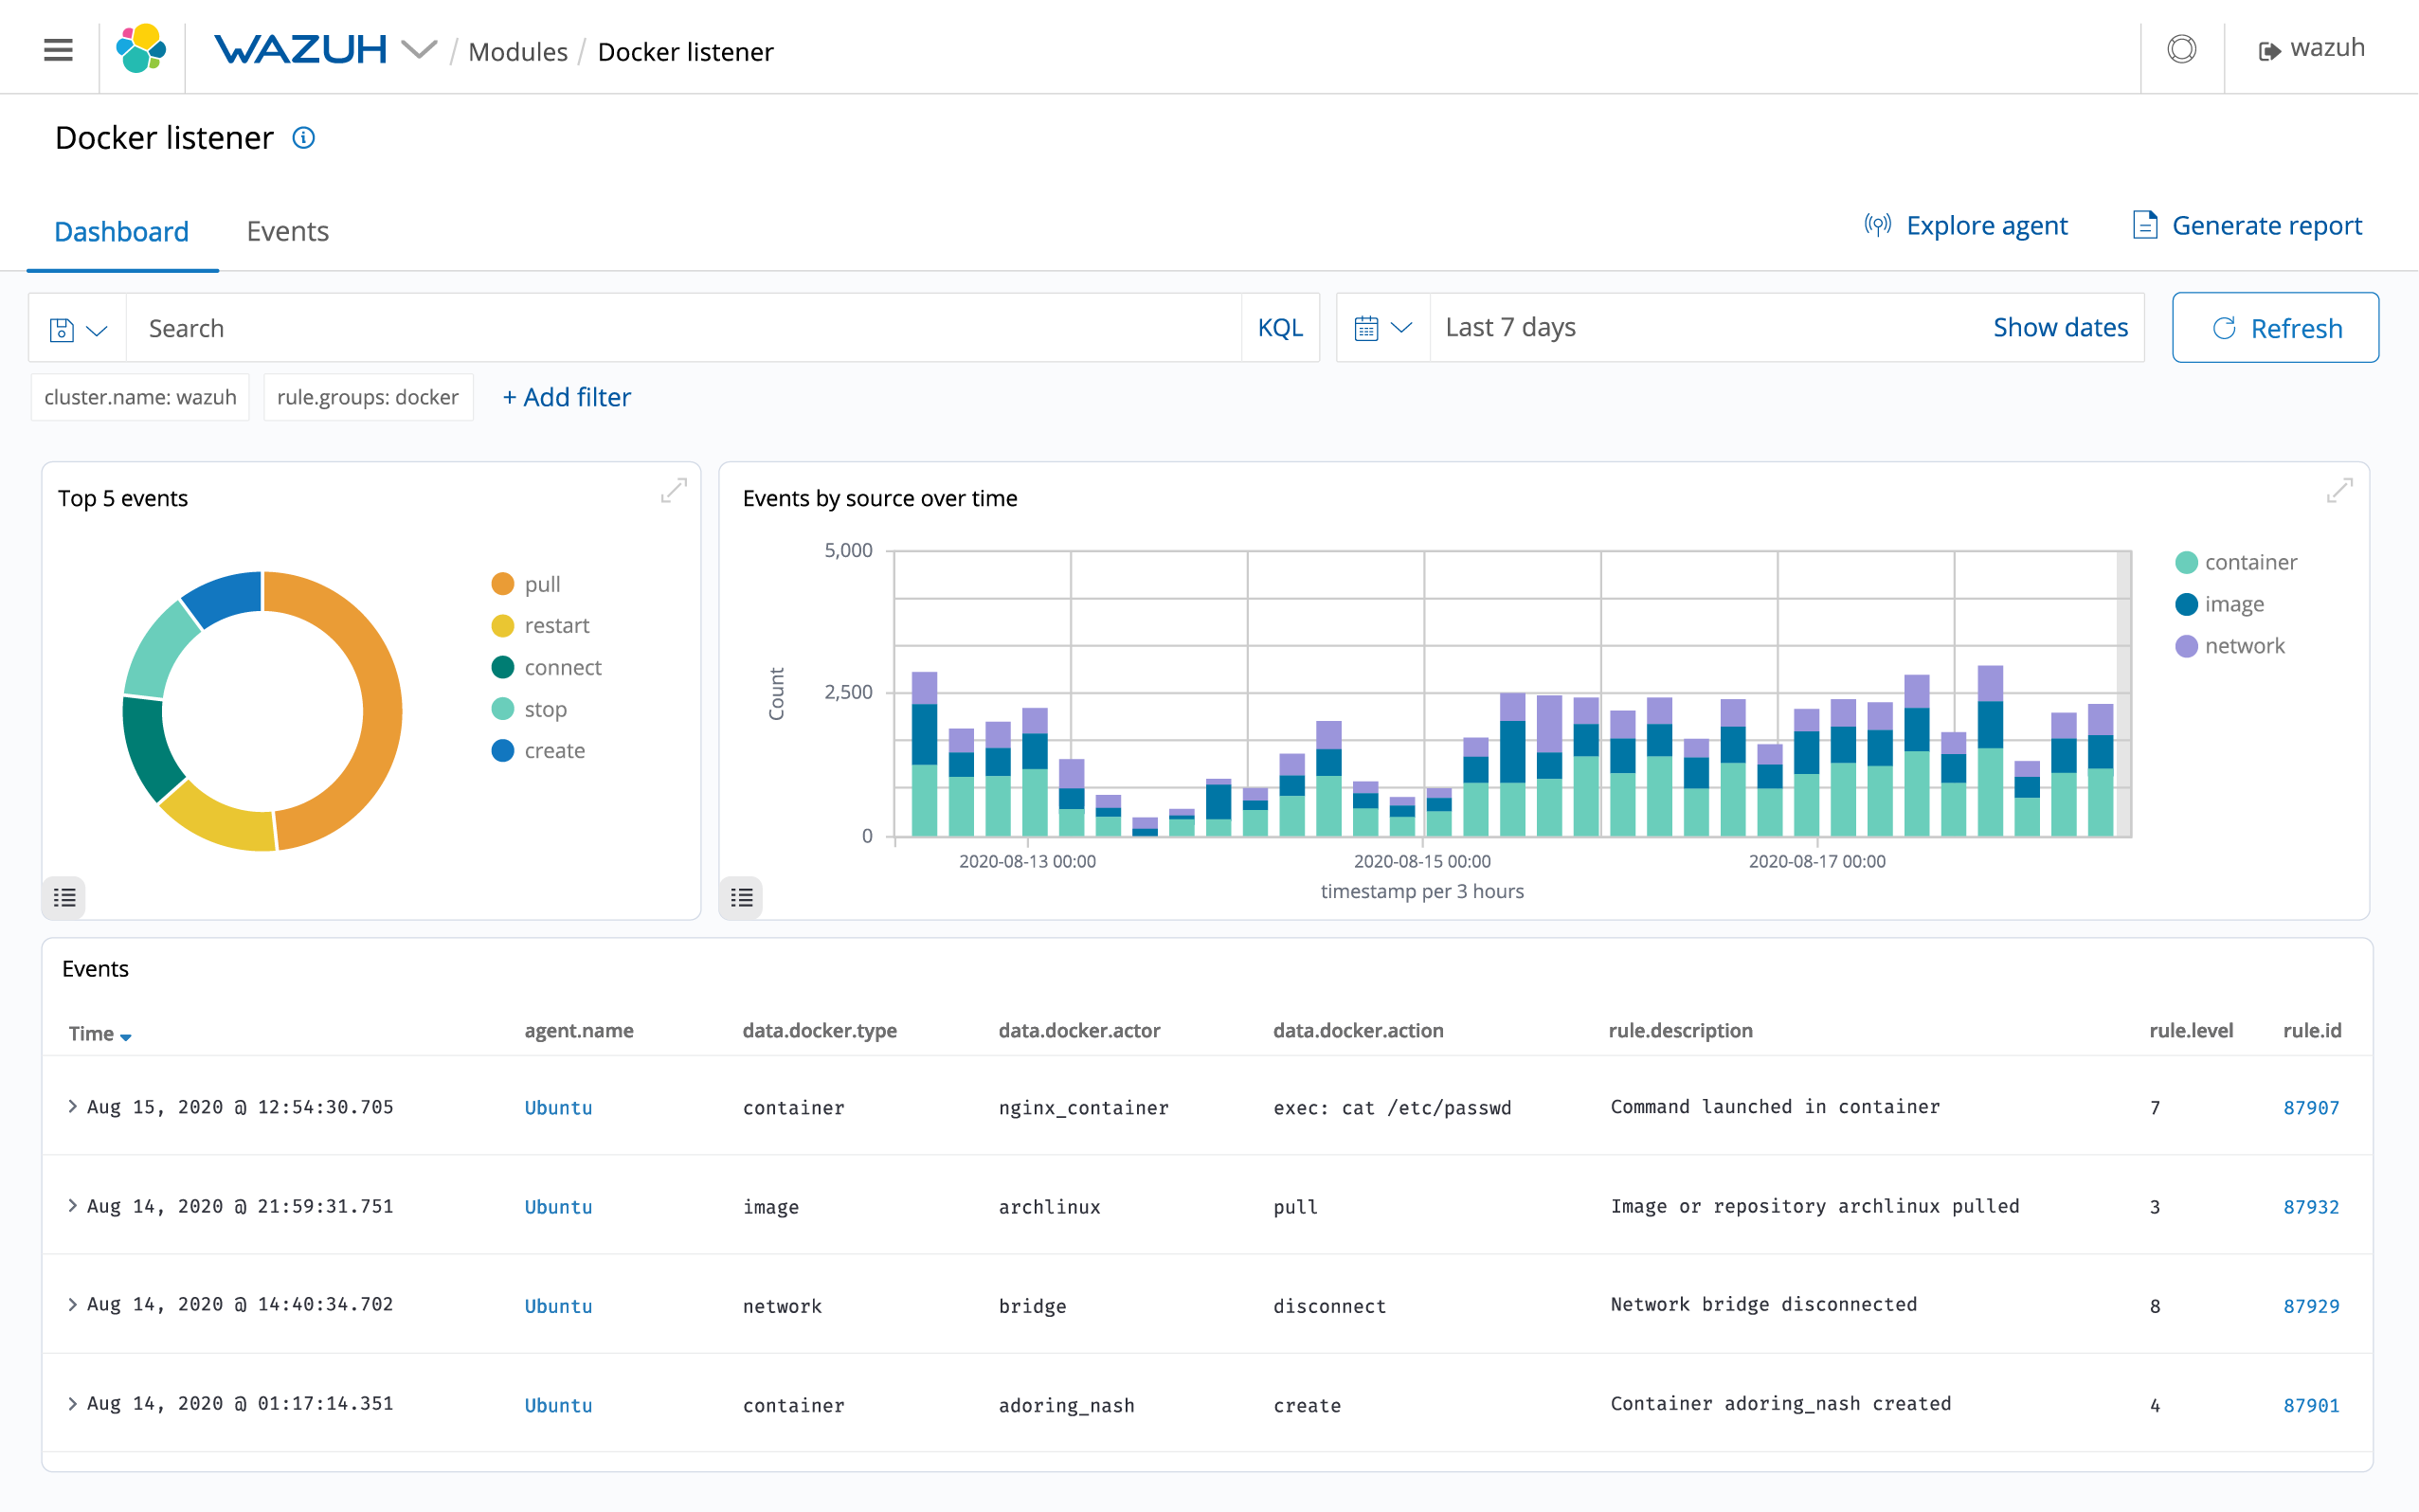 WAZUH / Modules / Docker listener
wazuh
Docker listener
Dashboard Events
Explore agent Generate report
Search KQL Last 7 days Show dates Refresh
cluster.name: wazuh rule.groups: docker + Add filter
Top 5 events
pull
restart
connect
stop
create
Events by source over time
Count
5,000
2,500
0
2020-08-13 00:00 2020-08-15 00:00 2020-08-17 00:00
timestamp per 3 hours
container
image
network
Events
Time agent.name data.docker.type data.docker.actor data.docker.action rule.description rule.level rule.id
Aug 15, 2020 @ 12:54:30.705 Ubuntu container nginx_container exec: cat /etc/passwd Command launched in container 7 87907
Aug 14, 2020 @ 21:59:31.751 Ubuntu image archlinux pull Image or repository archlinux pulled 3 87932
Aug 14, 2020 @ 14:40:34.702 Ubuntu network bridge disconnect Network bridge disconnected 8 87929
Aug 14, 2020 @ 01:17:14.351 Ubuntu container adoring_nash create Container adoring_nash created 4 87901